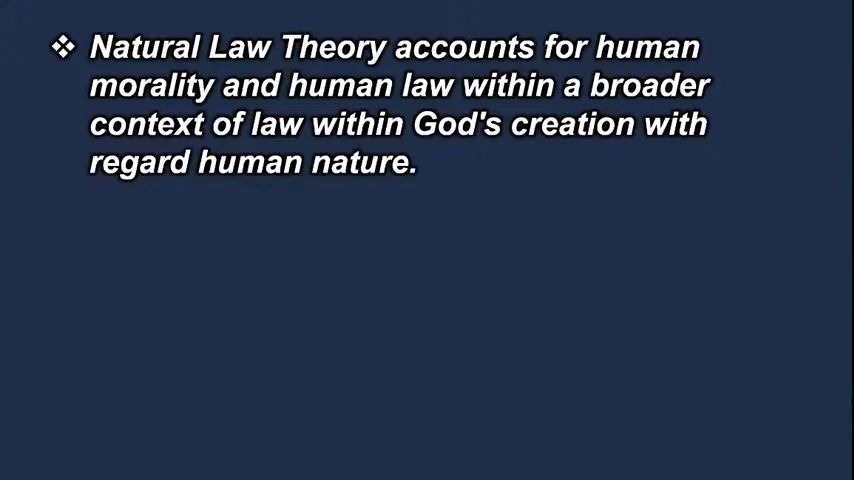 ❖ Natural Law Theory accounts for human
morality and human law within a broader
context of law within God's creation with
regard human nature.